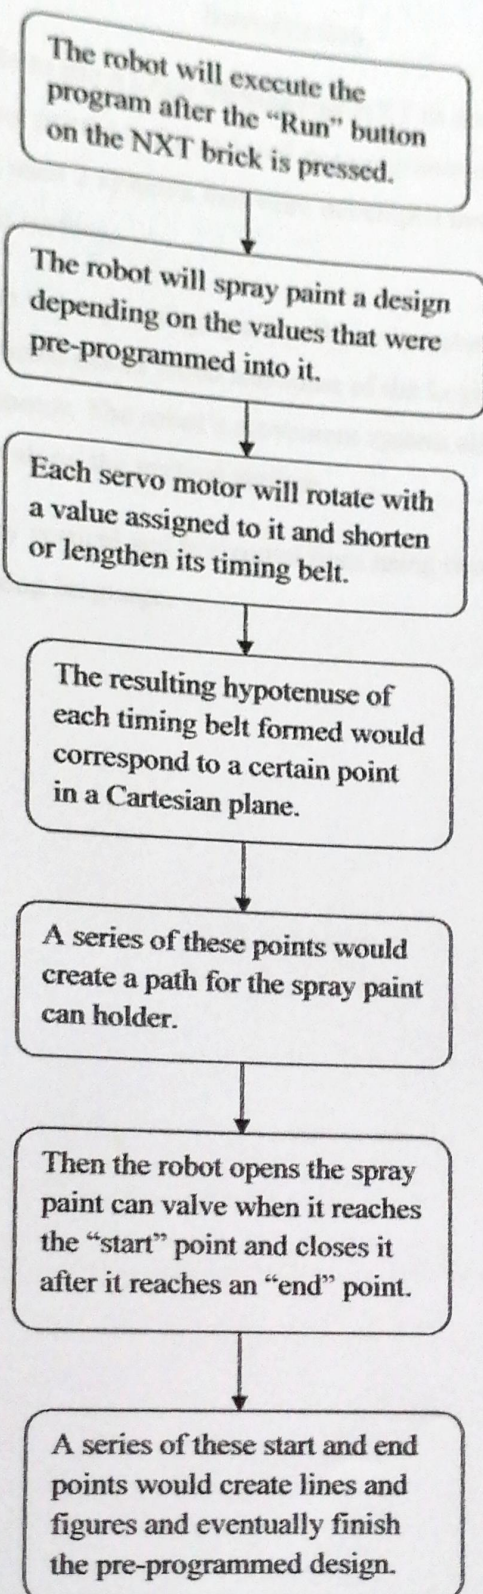 The robot will execute the
program after the “Run” button
on the NXT brick is pressed.
The robot will spray paint a design
depending on the values that were
pre-programmed into it.
Each servo motor will rotate with
a value assigned to it and shorten
or lengthen its timing belt.
The resulting hypotenuse of
each timing belt formed would
correspond to a certain point
in a Cartesian plane.
A series of these points would
create a path for the spray paint
can holder.
Then the robot opens the spray
paint can valve when it reaches
the “start” point and closes it
after it reaches an “end” point.
A series of these start and end
points would create lines and
figures and eventually finish
the pre-programmed design.